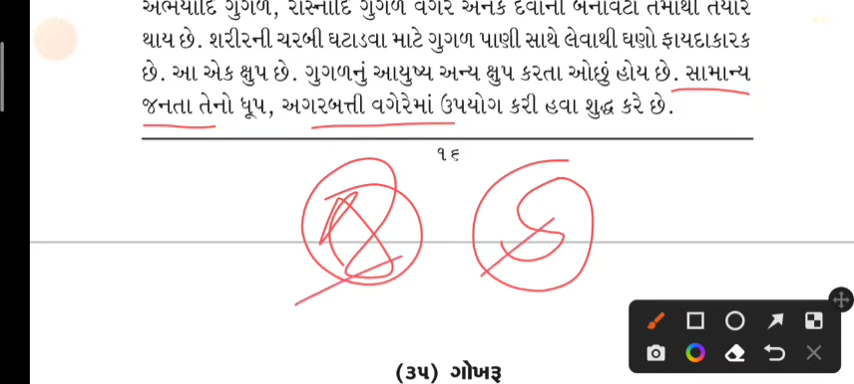 અભયાદિ ગુગળ, રાસ્નાદિ ગુગળ વગેરે અનેક દવાની બનાવટો તેમાંથી તૈયાર
થાય છે. શરીરની ચરબી ઘટાડવા માટે ગુગળ પાણી સાથે લેવાથી ઘણો ફાયદાકારક
છે. આ એક ક્ષુપ છે. ગુગળનું આયુષ્ય અન્ય ક્ષુપ કરતા ઓછું હોય છે. સામાન્ય
જનતા તેનો ધૂપ, અગરબત્તી વગેરેમાં ઉપયોગ કરી હવા શુદ્ધ કરે છે.
૧૬
(૩૫) ગોખરૂ